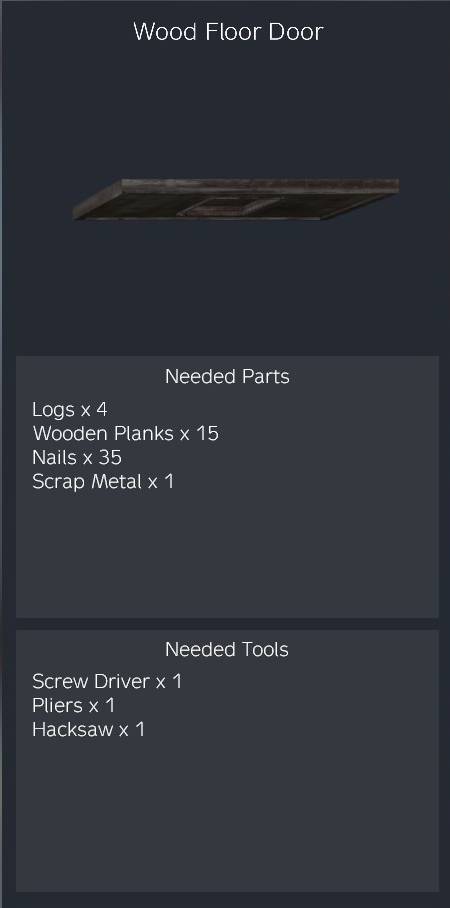 Wood Floor Door
Needed Parts
Logs x 4
Wooden Planks x 15
Nails x 35
Scrap Metal x 1
Needed Tools
Screw Driver x 1
Pliers x 1
Hacksaw x 1